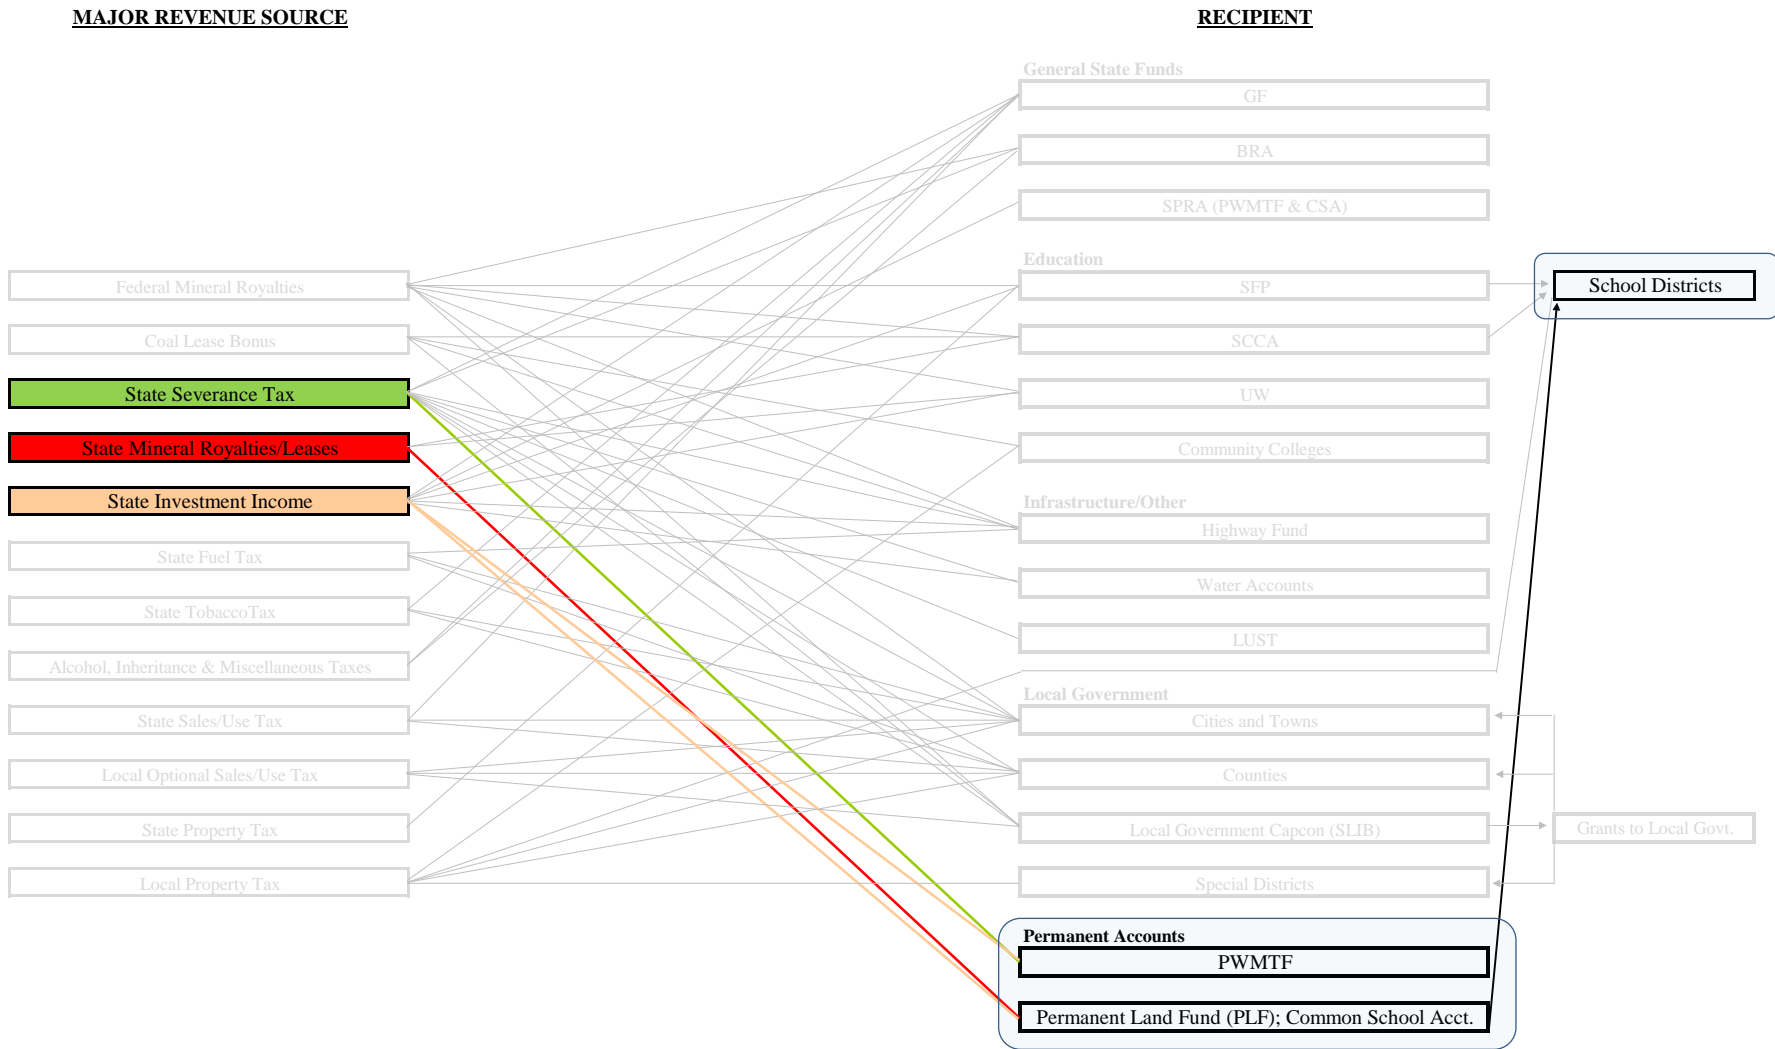 MAJOR REVENUE SOURCE
RECIPIENT
General State Funds
GF
BRA
SPRA (PWMTF & CSA)
Education
Federal Mineral Royalties
SFP
School Districts
Coal Lease Bonus
SCCA
State Severance Tax
UW
State Mineral Royalties/Leases
Community Colleges
State Investment Income
Infrastructure/Other
Highway Fund
State Fuel Tax
Water Accounts
State TobaccoTax
LUST
Alcohol, Inheritance & Miscellaneous Taxes
Local Government
State Sales/Use Tax
Cities and Towns
Local Optional Sales/Use Tax
Counties
State Property Tax
Local Government Capcon (SLIB)
Grants to Local Govt.
Local Property Tax
Special Districts
Permanent Accounts
PWMTF
Permanent Land Fund (PLF); Common School Acct.